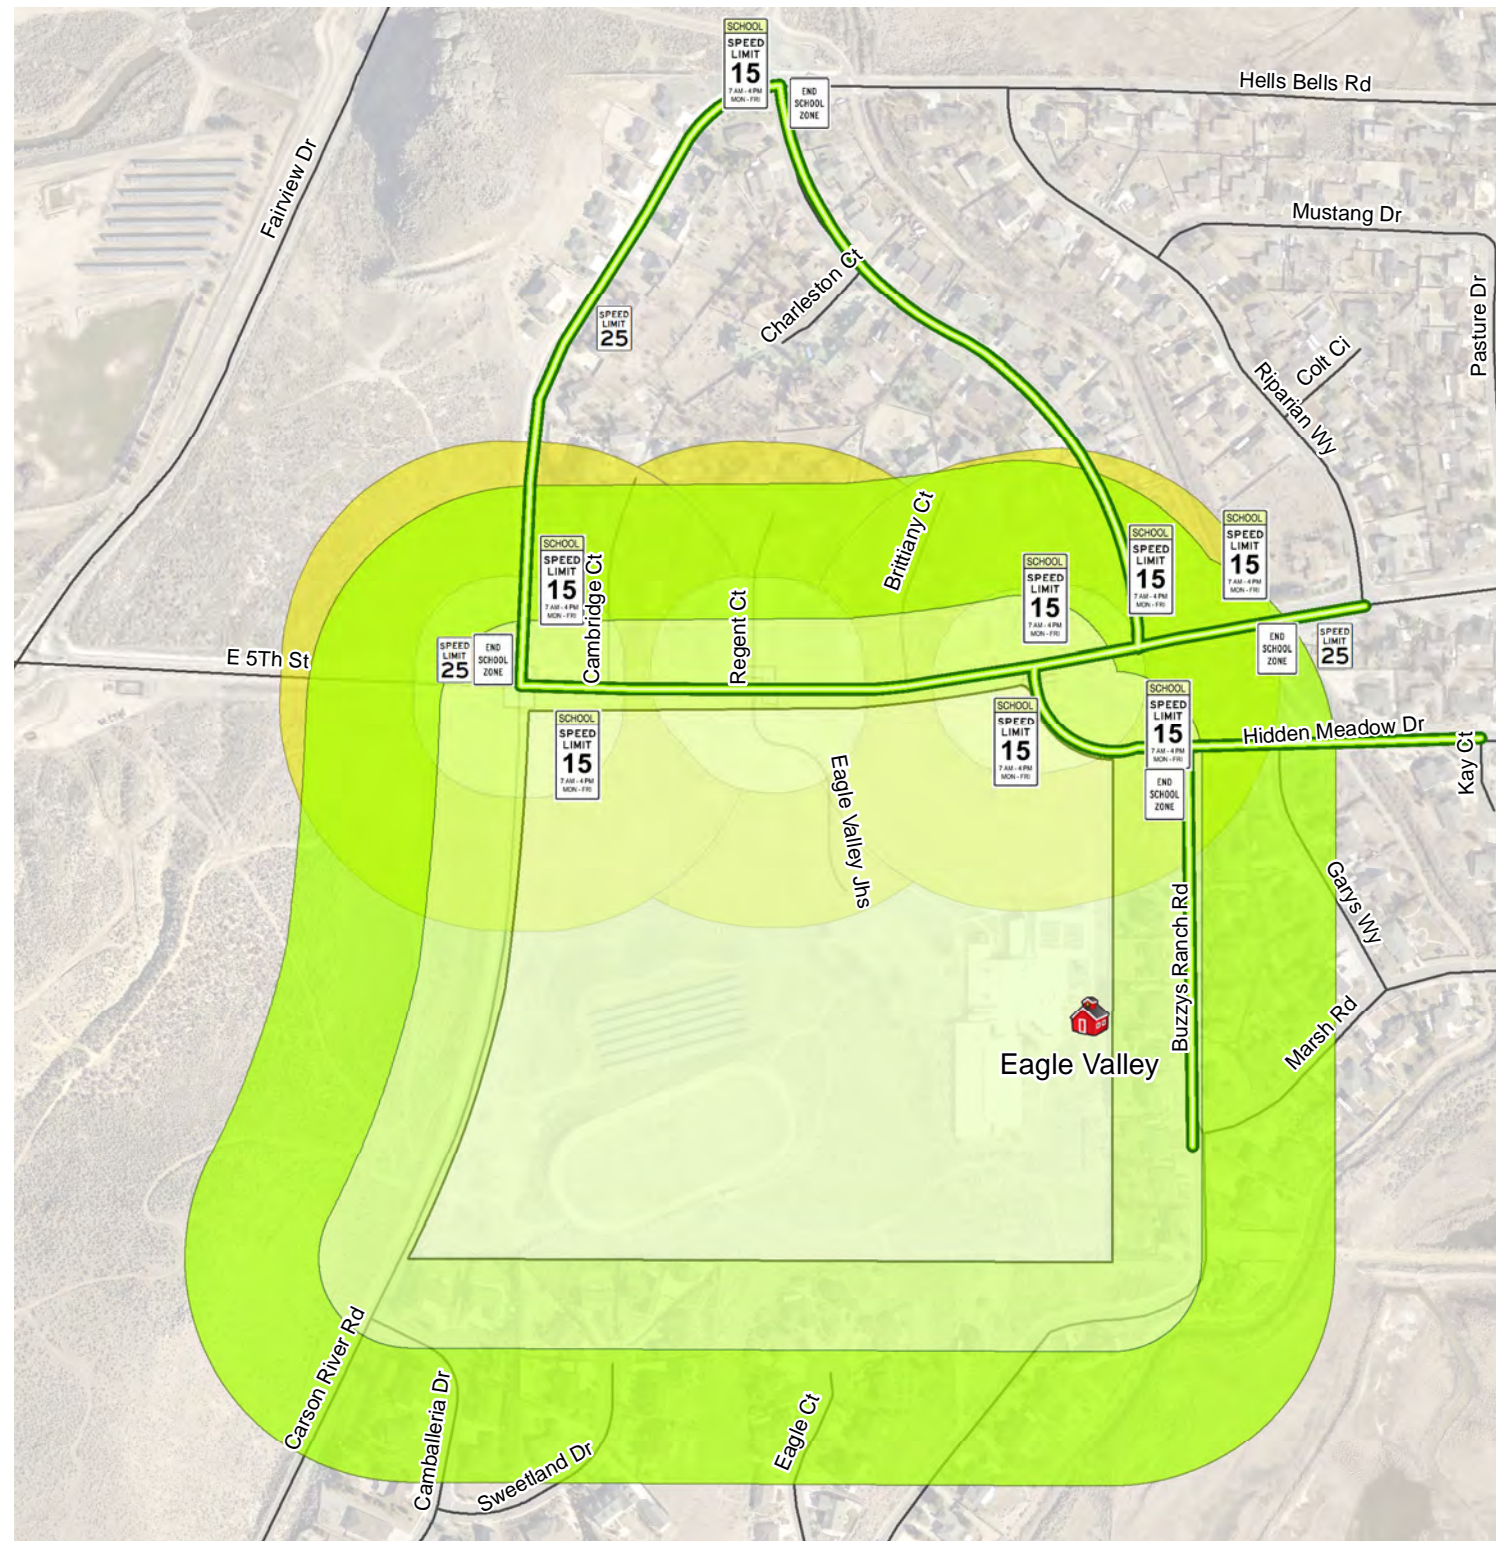 SCHOOL
SPEED
LIMIT
15
7 AM - 4 PM
MON - FRI
END
SCHOOL
ZONE
Hells Bells Rd
Fairview Dr
Mustang Dr
Pasture Dr
Charleston Ct
SPEED
LIMIT
25
Colt Ci
Riparian Wy
Brittiany Ct
SCHOOL
SPEED
LIMIT
15
7 AM - 4 PM
MON - FRI
SCHOOL
SPEED
LIMIT
15
7 AM - 4 PM
MON - FRI
SCHOOL
SPEED
LIMIT
15
7 AM - 4 PM
MON - FRI
SCHOOL
SPEED
LIMIT
15
7 AM - 4 PM
MON - FRI
Cambridge Ct
Regent Ct
E 5Th St
SPEED
LIMIT
25
END
SCHOOL
ZONE
END
SCHOOL
ZONE
SPEED
LIMIT
25
SCHOOL
SPEED
LIMIT
15
7 AM - 4 PM
MON - FRI
SCHOOL
SPEED
LIMIT
15
7 AM - 4 PM
MON - FRI
SCHOOL
SPEED
LIMIT
15
7 AM - 4 PM
MON - FRI
END
SCHOOL
ZONE
Hidden Meadow Dr
Kay Ct
Eagle Valley Jhs
Garys Wy
Buzzys Ranch Rd
Marsh Rd
Eagle Valley
Carson River Rd
Camballeria Dr
Sweetland Dr
Eagle Ct